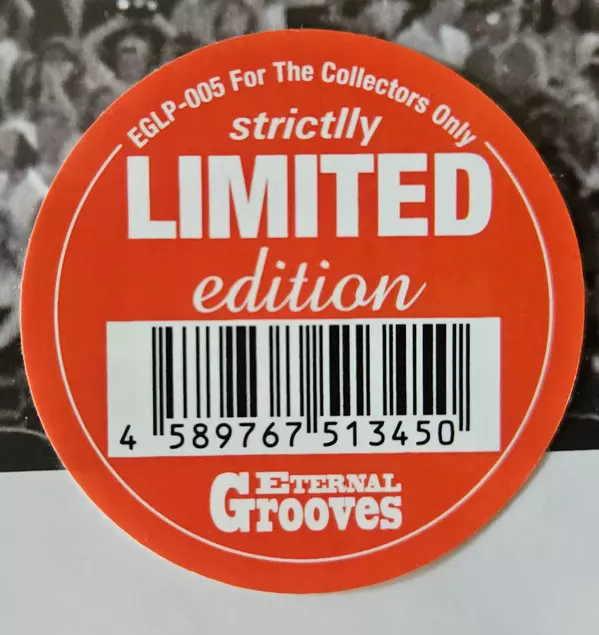 EGLP-005 For The Collectors Only
strictlly
LIMITED
edition
4 589767 513450
ETERNAL
GROOVES